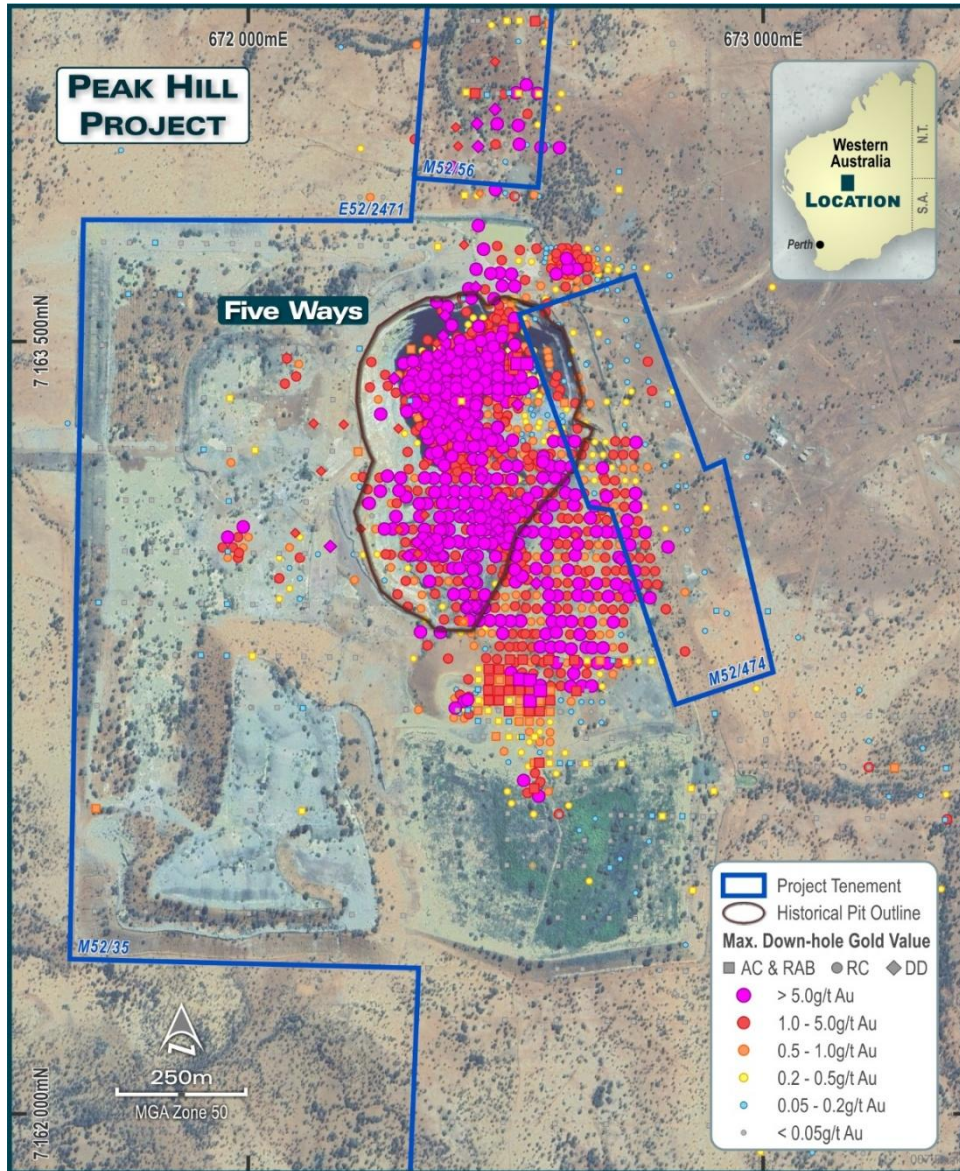 672 000mE
673 000mE
PEAK HILL
PROJECT
Western
Australia
LOCATION
N.T.
S.A.
Perth
M52/56
E52/2471
Five Ways
7 163 500mN
M52/474
M52/35
Project Tenement
Historical Pit Outline
Max. Down-hole Gold Value
AC & RAB
RC
DD
> 5.0g/t Au
1.0 - 5.0g/t Au
0.5 - 1.0g/t Au
0.2 - 0.5g/t Au
0.05 - 0.2g/t Au
< 0.05g/t Au
250m
MGA Zone 50
7 162 000mN